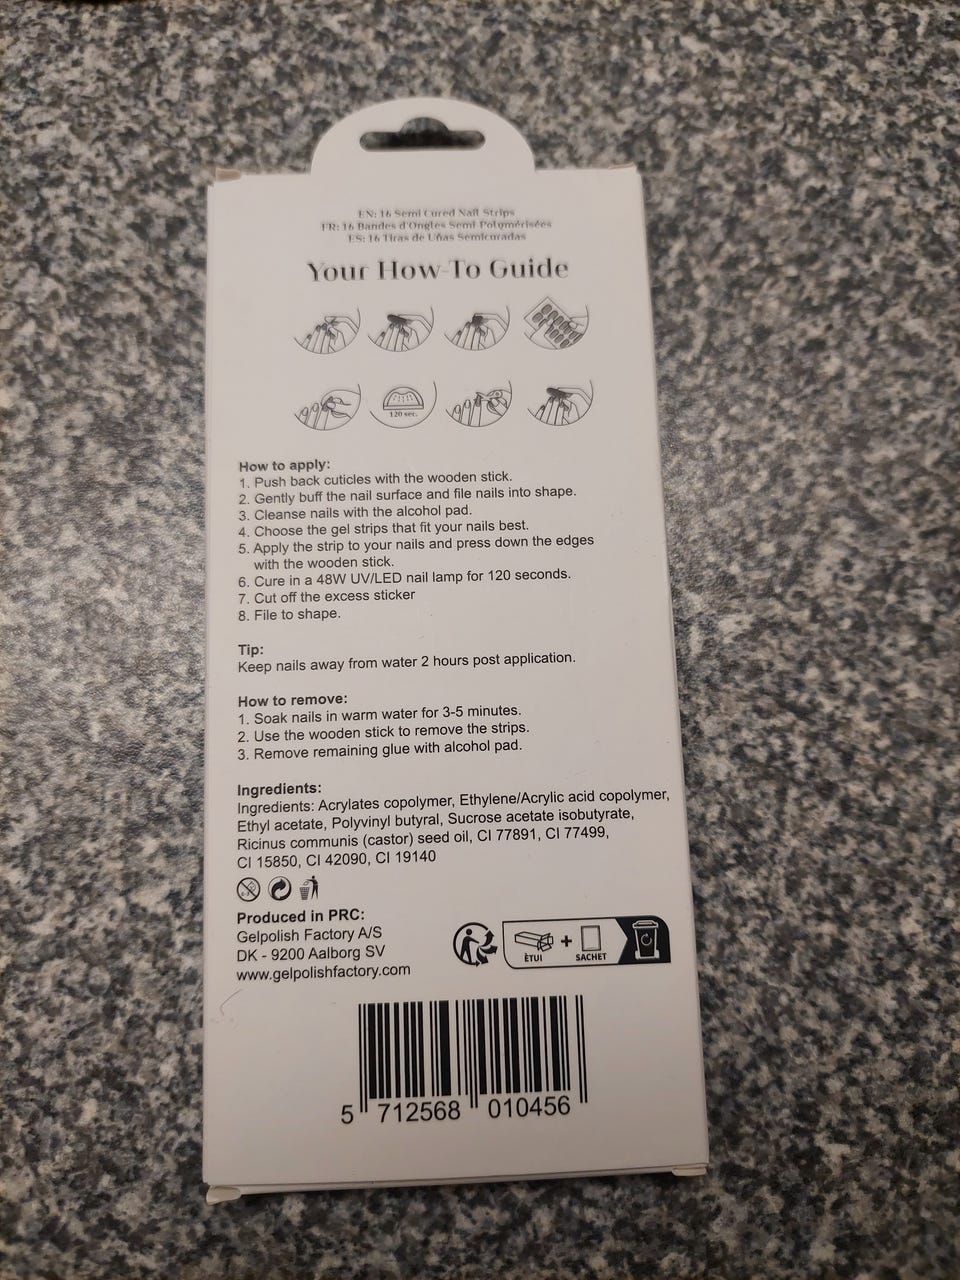 EN: 16 Semi Cured Nail Strips
FR: 16 Bandes d'Ongles Semi-Polymérisées
ES: 16 Tiras de Uñas Semicuradas
Your How-To Guide
120 sec.
How to apply:
1. Push back cuticles with the wooden stick.
2. Gently buff the nail surface and file nails into shape.
3. Cleanse nails with the alcohol pad.
4. Choose the gel strips that fit your nails best.
5. Apply the strip to your nails and press down the edges
with the wooden stick.
6. Cure in a 48W UV/LED nail lamp for 120 seconds.
7. Cut off the excess sticker
8. File to shape.
Tip:
Keep nails away from water 2 hours post application.
How to remove:
1. Soak nails in warm water for 3-5 minutes.
2. Use the wooden stick to remove the strips.
3. Remove remaining glue with alcohol pad.
Ingredients:
Ingredients: Acrylates copolymer, Ethylene/Acrylic acid copolymer,
Ethyl acetate, Polyvinyl butyral, Sucrose acetate isobutyrate,
Ricinus communis (castor) seed oil, CI 77891, CI 77499,
CI 15850, CI 42090, CI 19140
Produced in PRC:
Gelpolish Factory A/S
DK - 9200 Aalborg SV
www.gelpolishfactory.com
ÈTUI + SACHET
5 712568 010456